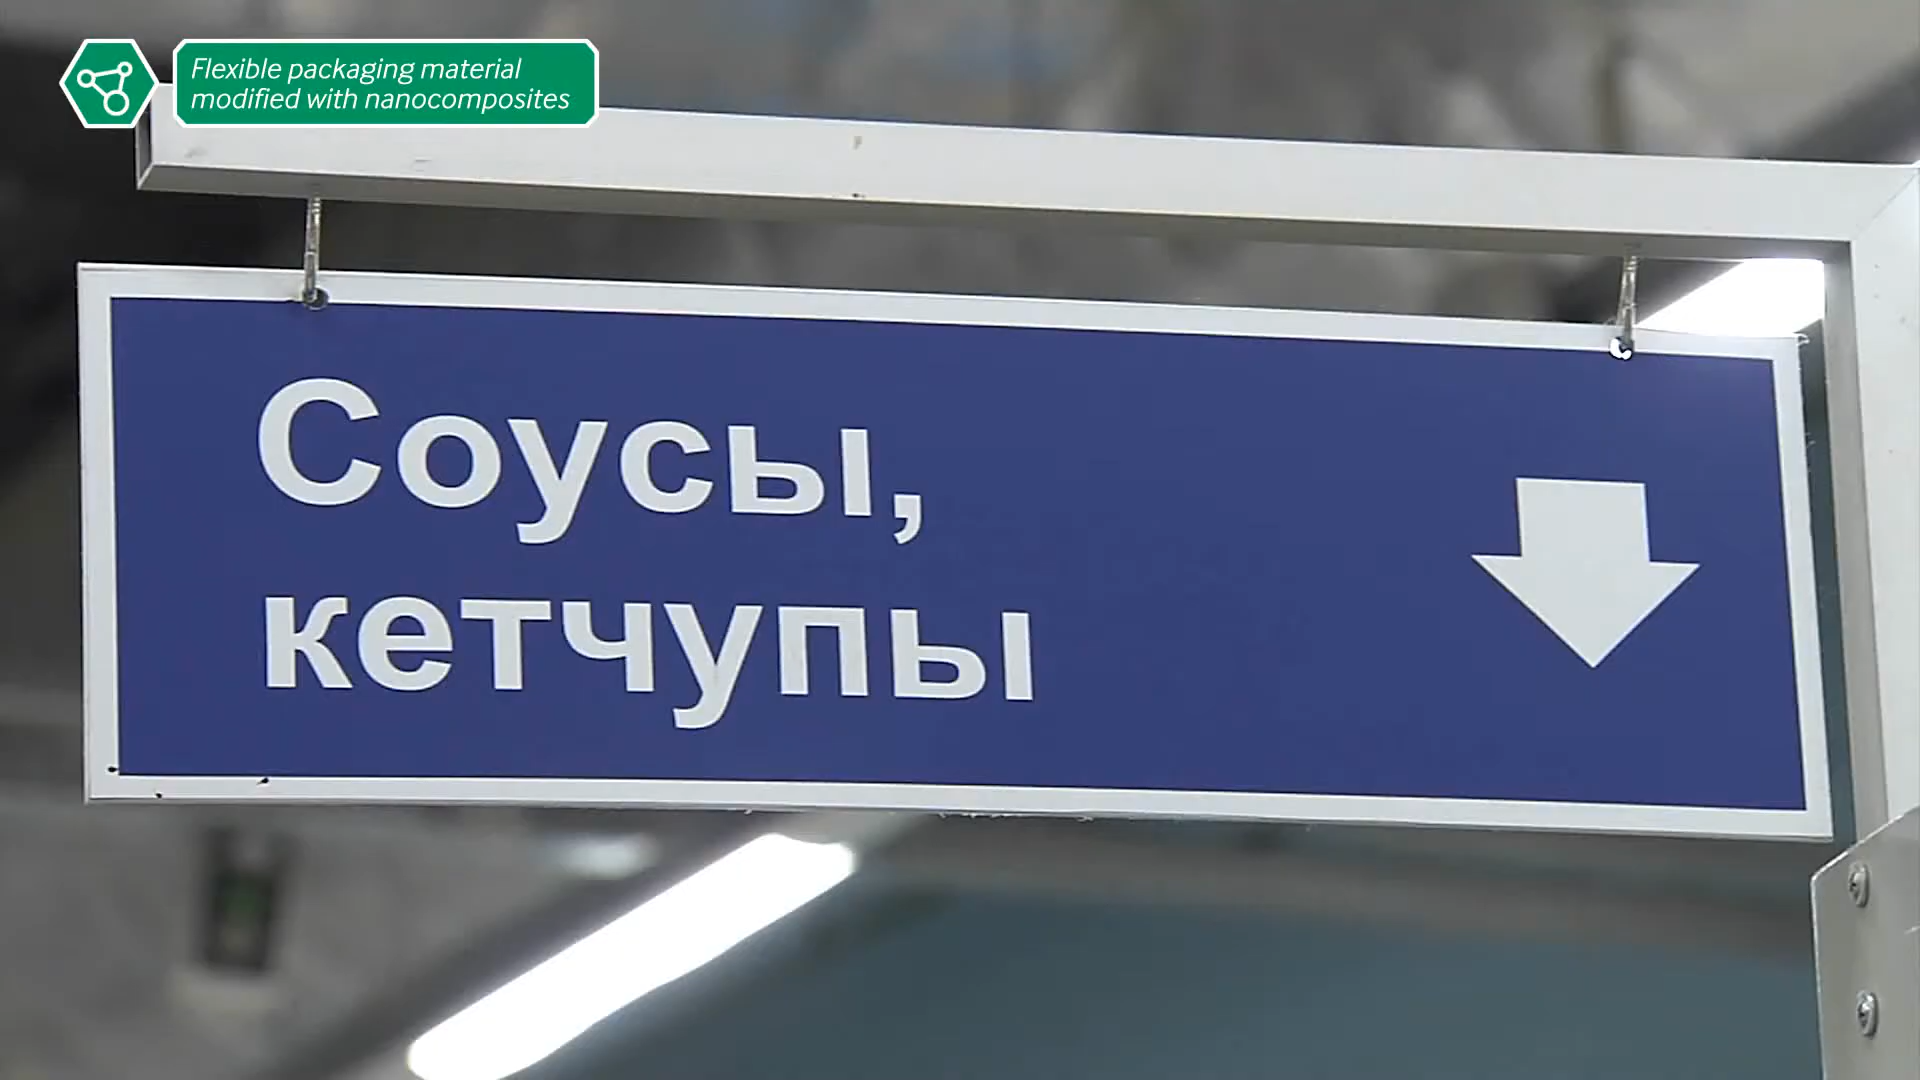 Flexible packaging material
modified with nanocomposites
Соусы,
кетчупы